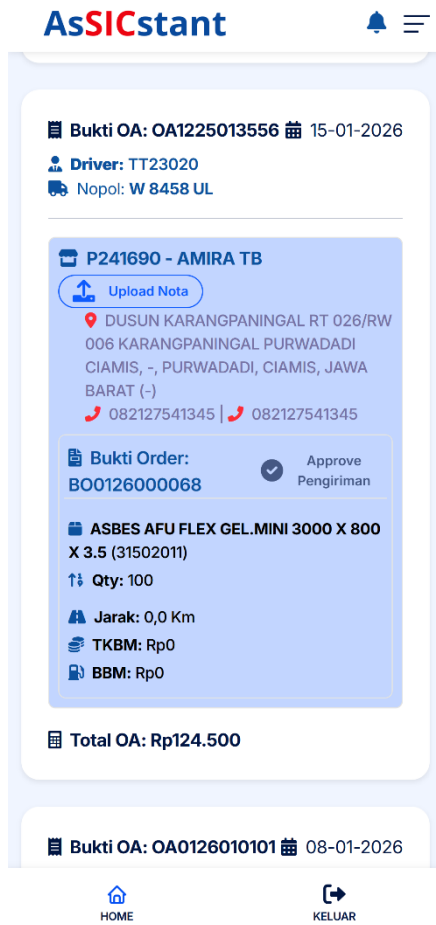 AsSICstant
Bukti OA: OA1225013556 15-01-2026
Driver: TT23020
Nopol: W 8458 UL
P241690 - AMIRA TB
Upload Nota
DUSUN KARANGPANINGAL RT 026/RW
006 KARANGPANINGAL PURWADADI
CIAMIS, -, PURWADADI, CIAMIS, JAWA
BARAT (-)
082127541345 | 082127541345
Bukti Order:
BO0126000068
Approve
Pengiriman
ASBES AFU FLEX GEL.MINI 3000 X 800
X 3.5 (31502011)
Qty: 100
Jarak: 0,0 Km
TKBM: Rp0
BBM: Rp0
Total OA: Rp124.500
Bukti OA: OA0126010101 08-01-2026
HOME
KELUAR